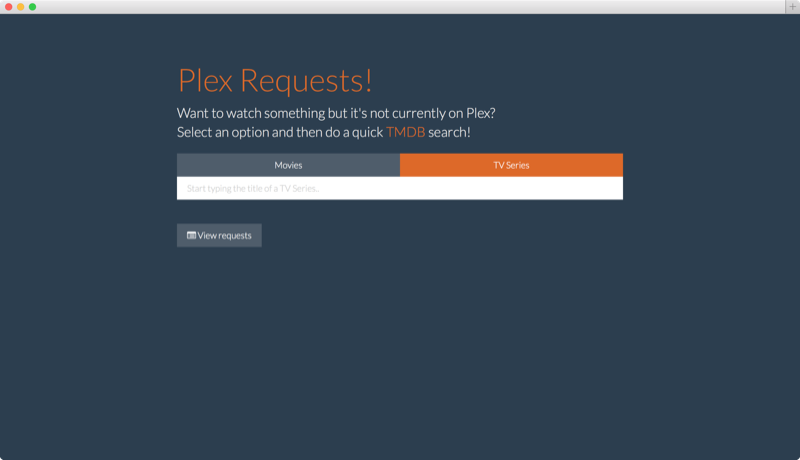 Plex Requests!
Want to watch something but it's not currently on Plex?
Select an option and then do a quick TMDB search!
Movies
TV Series
Start typing the title of a TV Series..
View requests